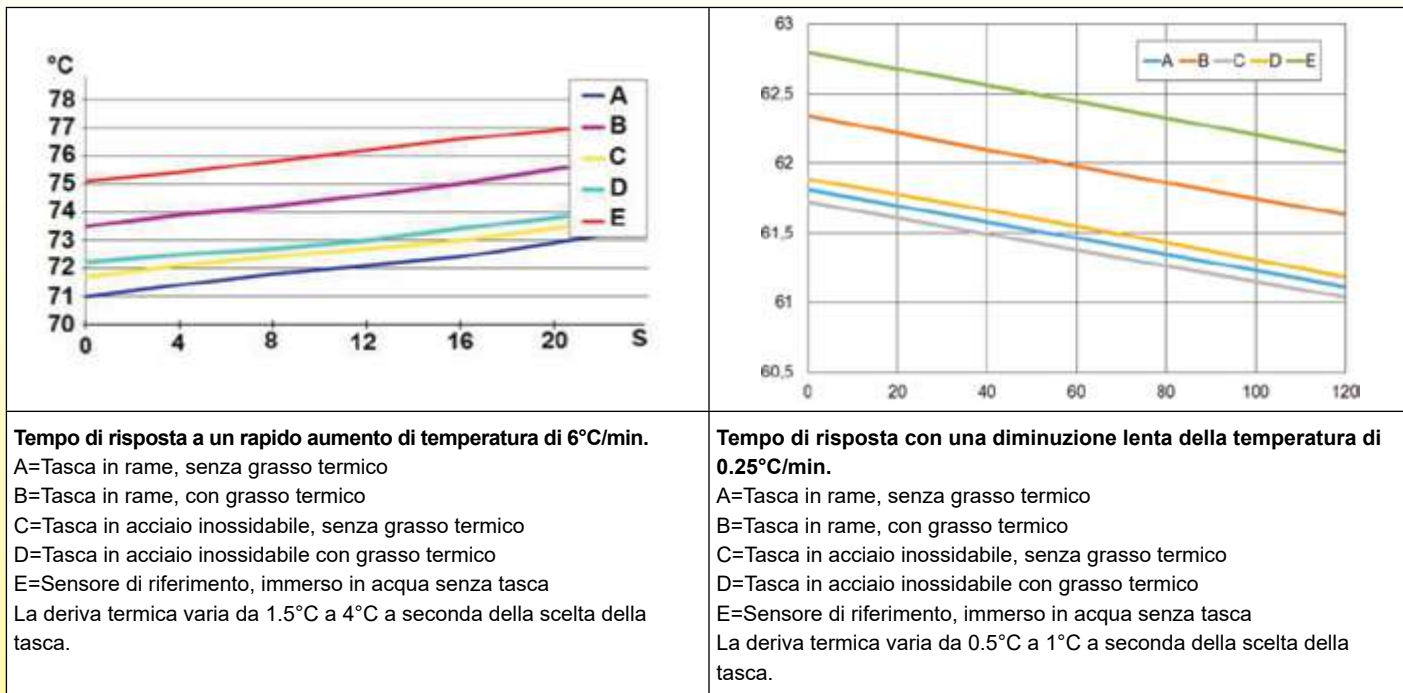 °C
78
77
76
75
74
73
72
71
70
0 4 8 12 16 20 S
A
B
C
D
E
63
62,5
62
61,5
61
60,5
0 20 40 60 80 100 120
A B C D E
Tempo di risposta a un rapido aumento di temperatura di 6°C/min.
A=Tasca in rame, senza grasso termico
B=Tasca in rame, con grasso termico
C=Tasca in acciaio inossidabile, senza grasso termico
D=Tasca in acciaio inossidabile con grasso termico
E=Sensore di riferimento, immerso in acqua senza tasca
La deriva termica varia da 1.5°C a 4°C a seconda della scelta della
tasca.
Tempo di risposta con una diminuzione lenta della temperatura di
0.25°C/min.
A=Tasca in rame, senza grasso termico
B=Tasca in rame, con grasso termico
C=Tasca in acciaio inossidabile, senza grasso termico
D=Tasca in acciaio inossidabile con grasso termico
E=Sensore di riferimento, immerso in acqua senza tasca
La deriva termica varia da 0.5°C a 1°C a seconda della scelta della
tasca.